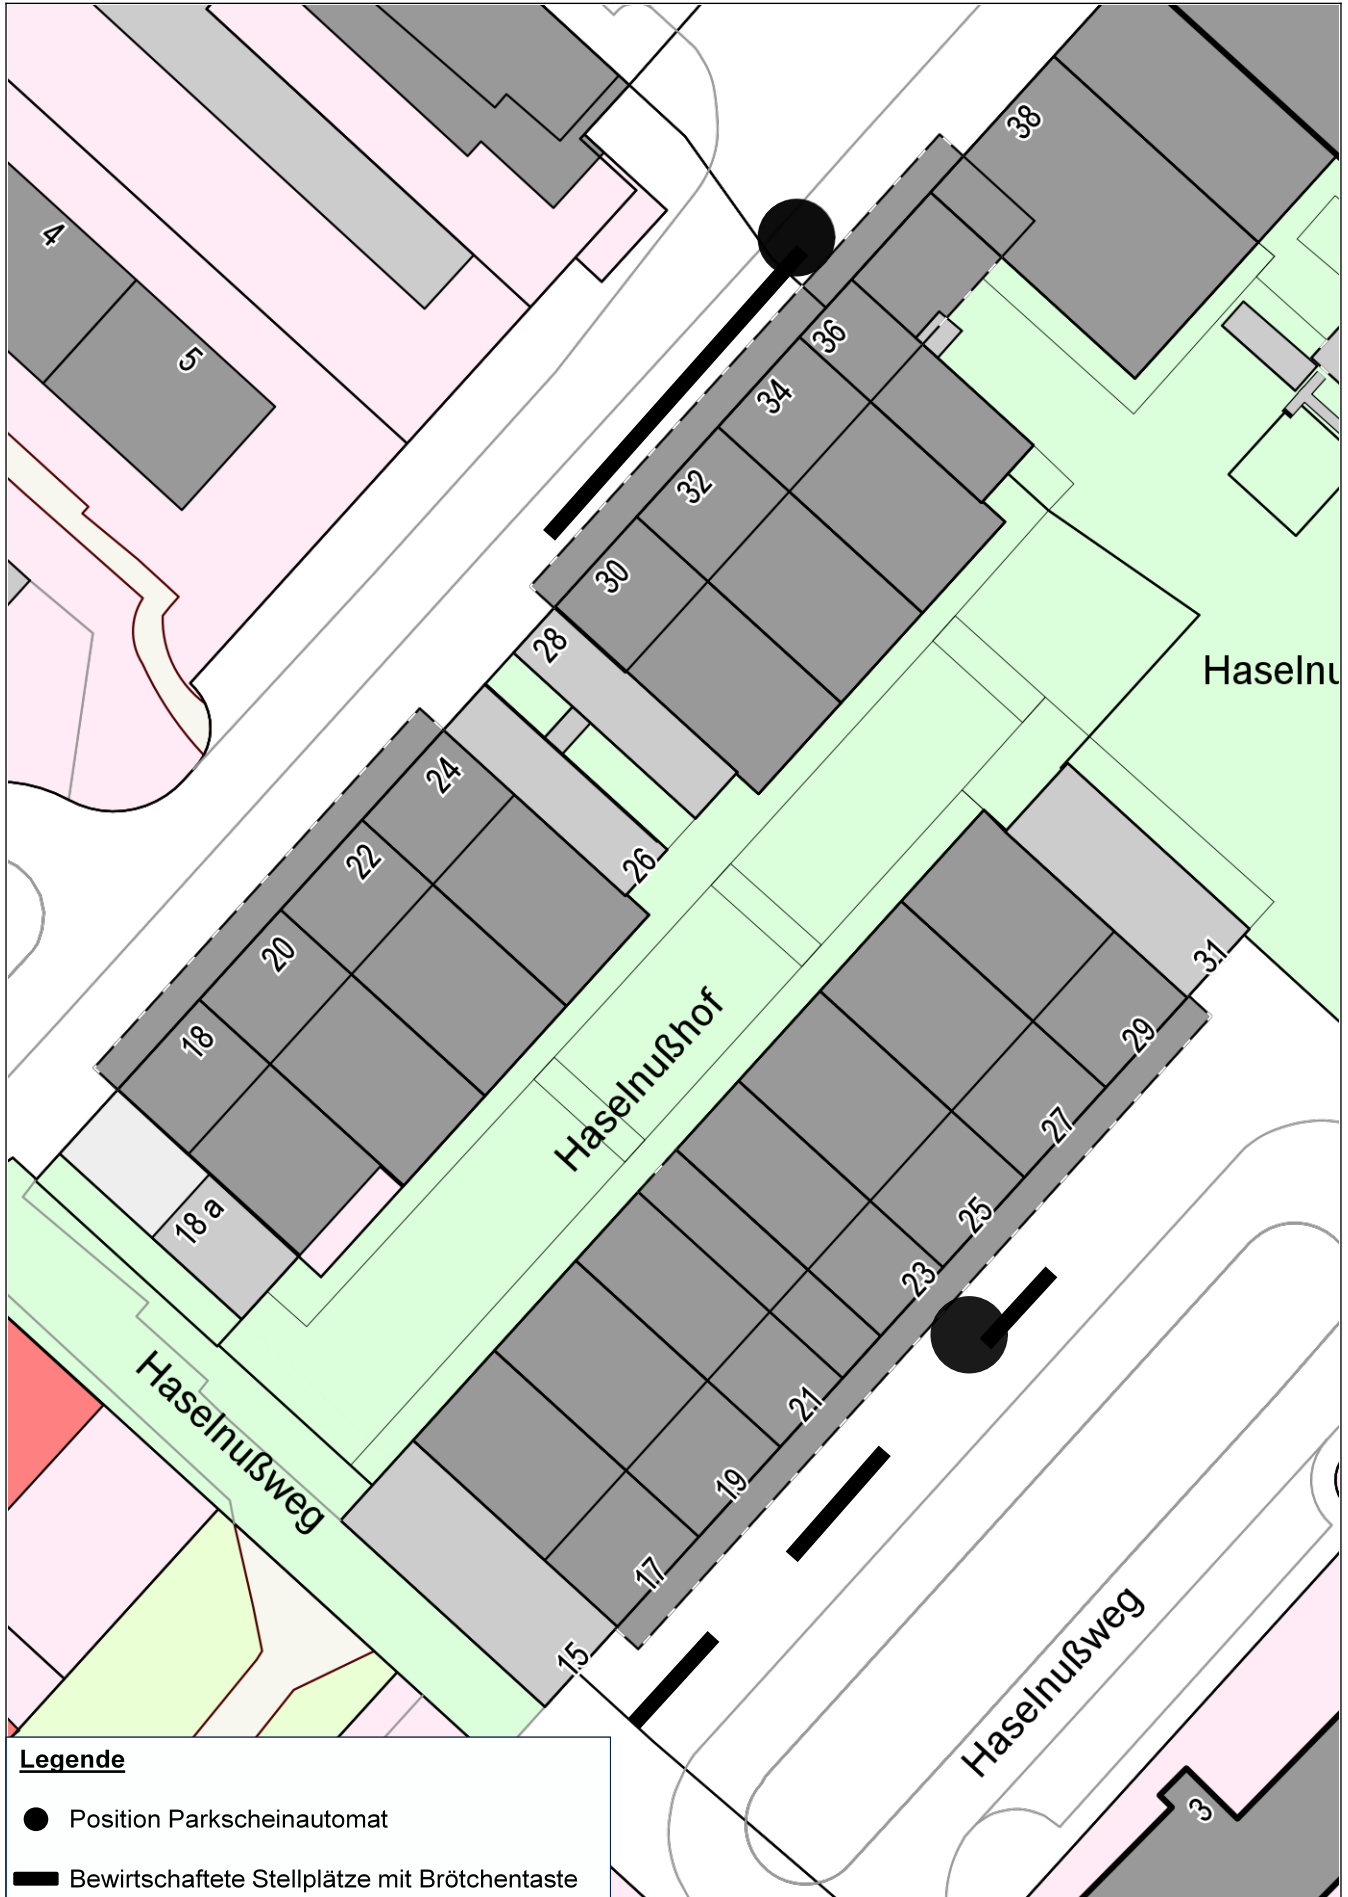 38
4
5
36
34
32
30
28
Haselnu
24
26
22
20
31
18
29
Haselnußhof
27
18 a
25
23
Haselnußweg
21
19
17
15
Haselnußweg
3
Legende
Position Parkscheinautomat
Bewirtschaftete Stellplätze mit Brötchentaste